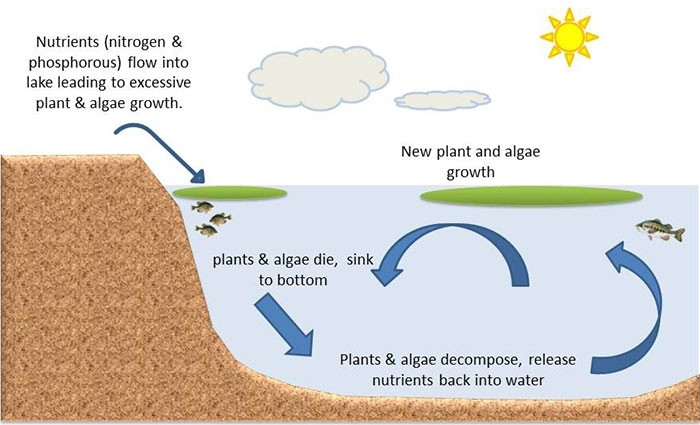 Nutrients (nitrogen &
phosphorous) flow into
lake leading to excessive
plant & algae growth.
New plant and algae
growth
plants & algae die, sink
to bottom
Plants & algae decompose, release
nutrients back into water